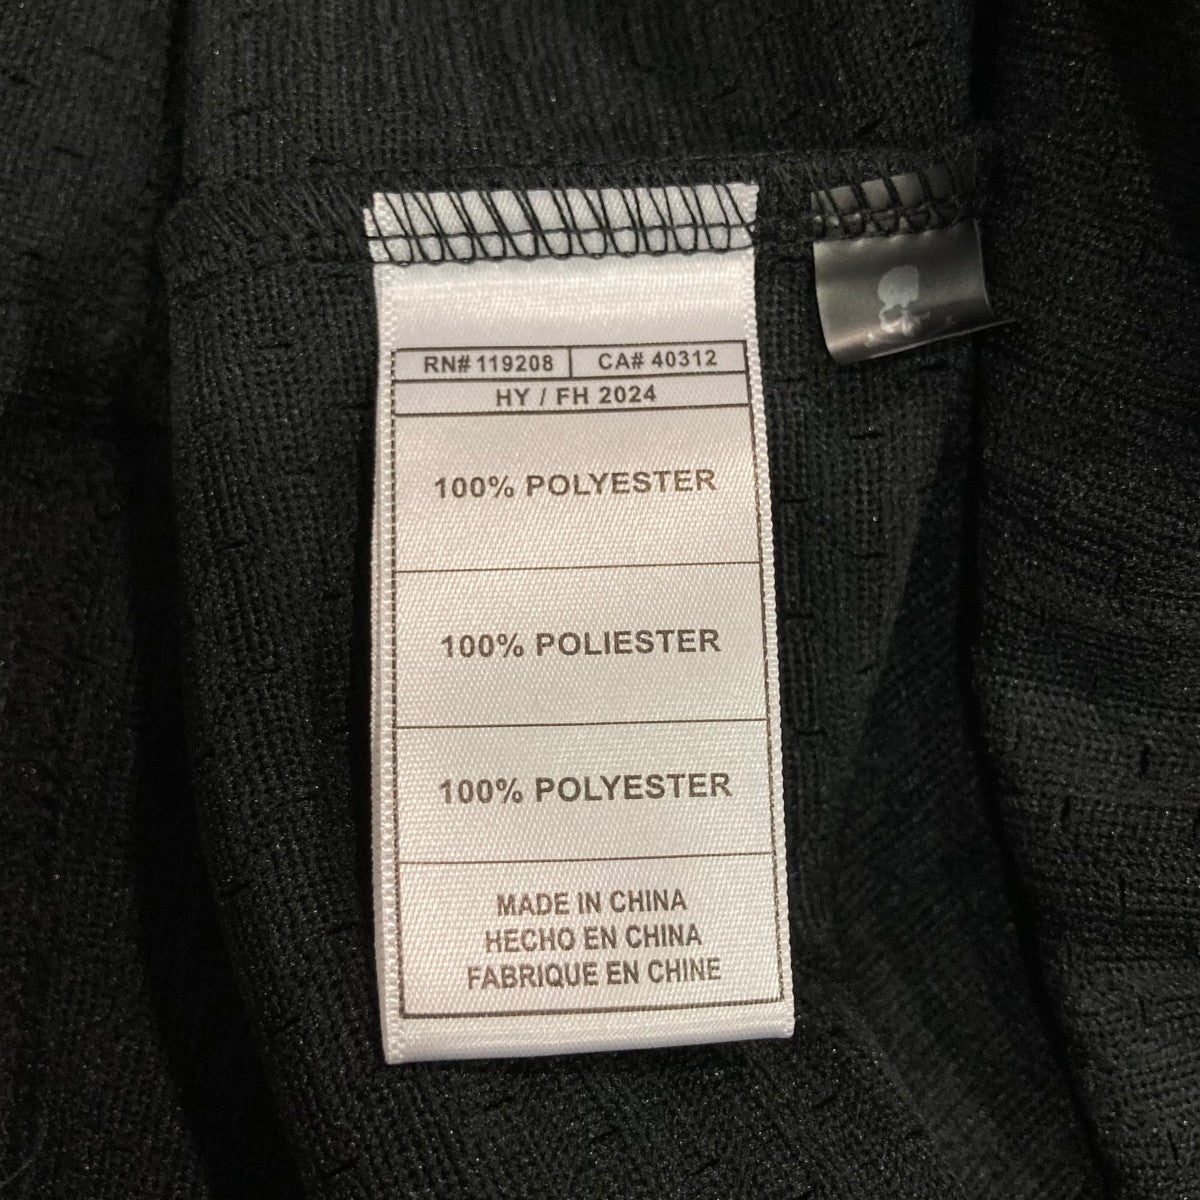 RN# 119208 CA# 40312
HY / FH 2024
100% POLYESTER
100% POLIESTER
100% POLYESTER
MADE IN CHINA
HECHO EN CHINA
FABRIQUE EN CHINE